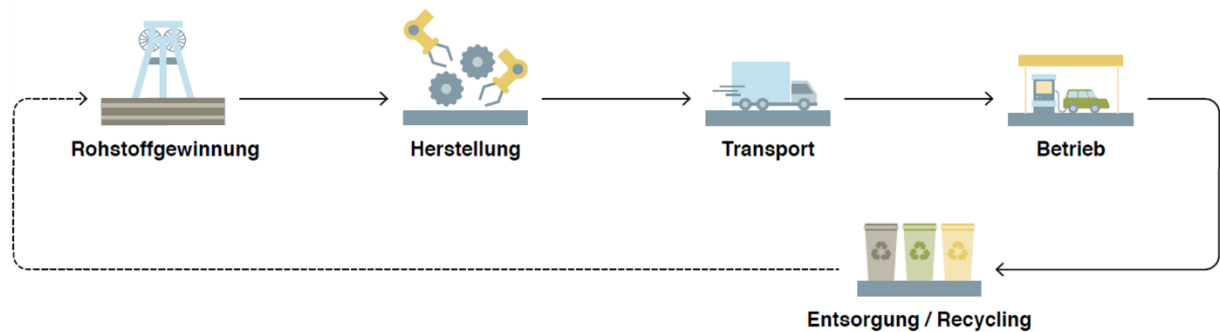 Rohstoffgewinnung
Herstellung
Transport
Betrieb
Entsorgung / Recycling